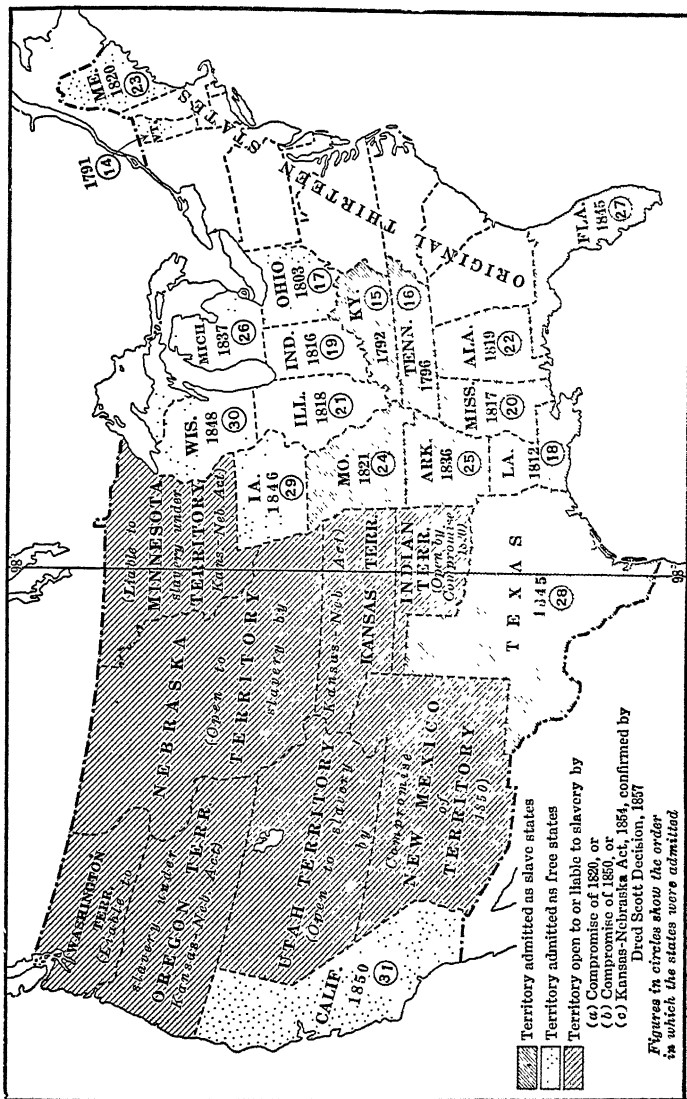 ME.
1820
23
1791
14
VT.
ORIGINAL THIRTEEN STATES
MICH.
1837
26
OHIO
1803
17
WIS.
1848
30
IND.
1816
19
KY.
1792
15
ILL.
1818
21
TENN.
1796
16
IA.
1846
29
MO.
1821
24
ARK.
1836
25
MISS.
1817
20
ALA.
1819
22
FLA.
1845
27
LA.
1812
18
TEXAS
1845
28
98°
98°
MINNESOTA
TERRITORY
(Liable to
slavery under
Kans.-Neb. Act)
NEBRASKA
TERRITORY
(Open to
slavery by
Kansas-Neb. Act)
KANSAS TERR.
INDIAN
TERR.
(Open by
Compromise
1820)
WASHINGTON
TERR.
(Liable to
slavery under
Kansas-Neb. Act)
OREGON TERR.
UTAH TERRITORY
(Open to slavery
by
Compromise
of
1850)
NEW MEXICO
TERRITORY
CALIF.
1850
31
Territory admitted as slave states
Territory admitted as free states
Territory open to or liable to slavery by
(a) Compromise of 1820, or
(b) Compromise of 1850, or
(c) Kansas-Nebraska Act, 1854, confirmed by
Dred Scott Decision, 1857
Figures in circles show the order
in which the states were admitted